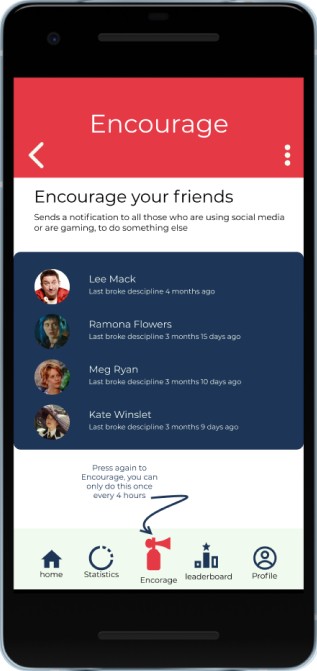 Encourage
Encourage your friends
Sends a notification to all those who are using social media
or are gaming, to do something else
Lee Mack
Last broke descipline 4 months ago
Ramona Flowers
Last broke descipline 3 months 15 days ago
Meg Ryan
Last broke descipline 3 months 10 days ago
Kate Winslet
Last broke descipline 3 months 9 days ago
Press again to
Encourage, you can
only do this once
every 4 hours
home
Statistics
Encorage
leaderboard
Profile